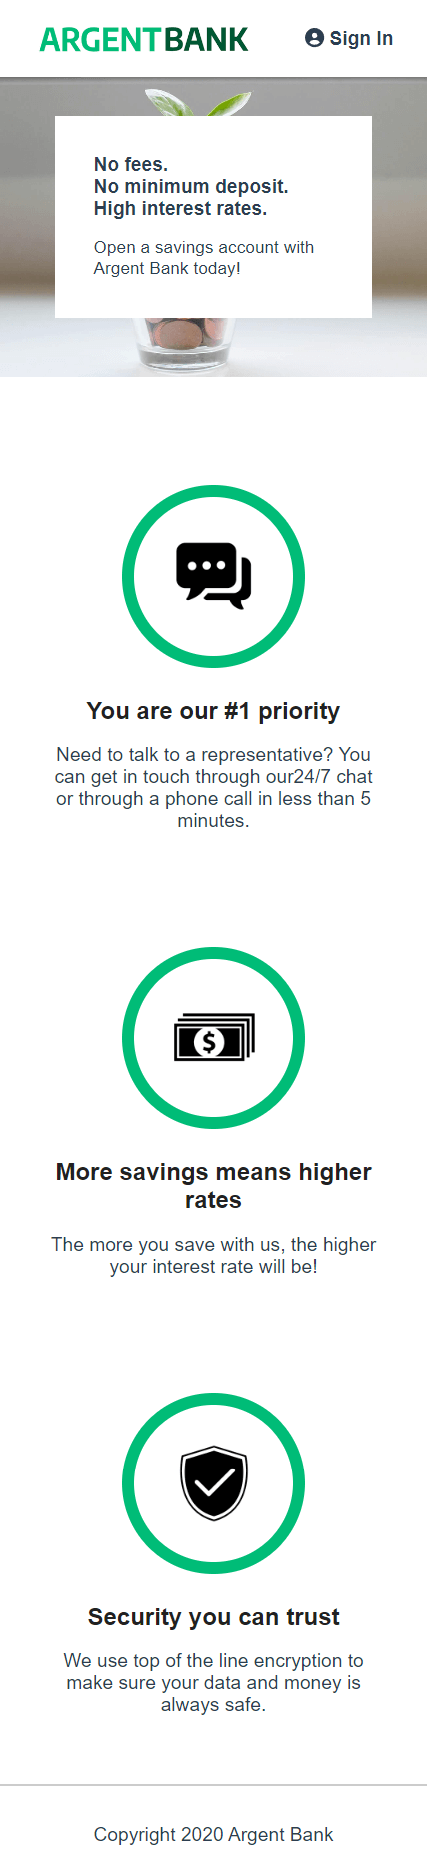 ARGENTBANK
Sign In
No fees.
No minimum deposit.
High interest rates.
Open a savings account with
Argent Bank today!
You are our #1 priority
Need to talk to a representative? You
can get in touch through our24/7 chat
or through a phone call in less than 5
minutes.
$
More savings means higher
rates
The more you save with us, the higher
your interest rate will be!
Security you can trust
We use top of the line encryption to
make sure your data and money is
always safe.
Copyright 2020 Argent Bank